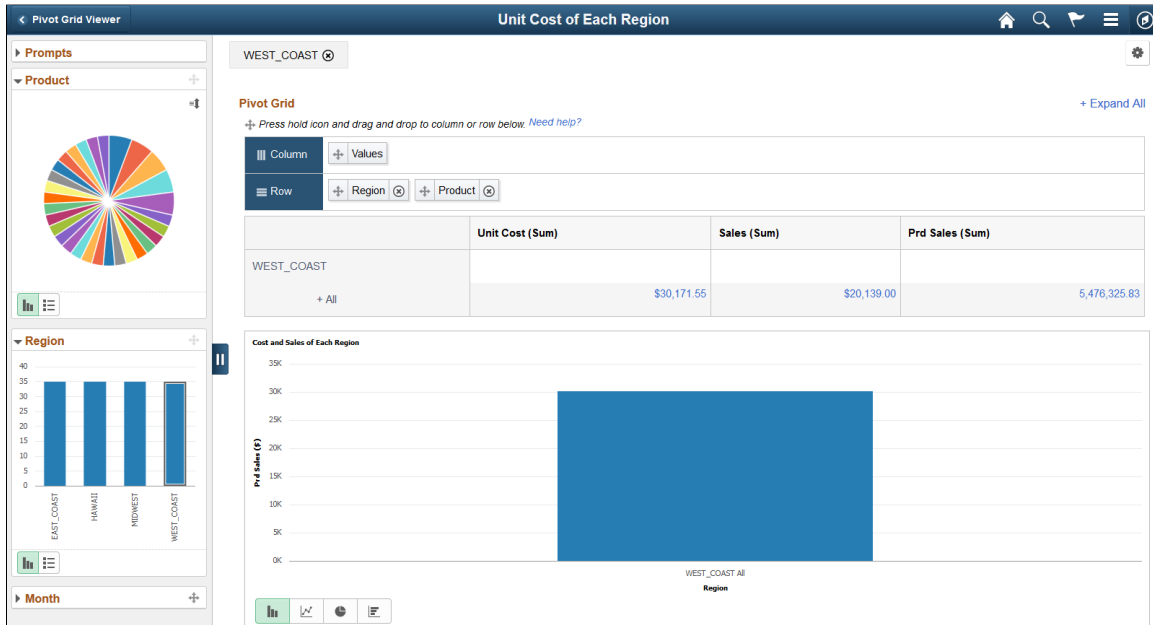 Pivot Grid Viewer
Unit Cost of Each Region
Prompts
Product
Region
40
35
30
25
20
15
10
5
0
EAST_COAST
HAWAII
MIDWEST
WEST_COAST
Month
WEST_COAST
Pivot Grid
+ Expand All
Press hold icon and drag and drop to column or row below. Need help?
Column Values
Row Region Product
Unit Cost (Sum) Sales (Sum) Prd Sales (Sum)
WEST_COAST
+ All $30,171.55 $20,139.00 5,476,325.83
Cost and Sales of Each Region
35K
30K
25K
20K
15K
10K
5K
0K
Prd Sales ($)
WEST_COAST All
Region